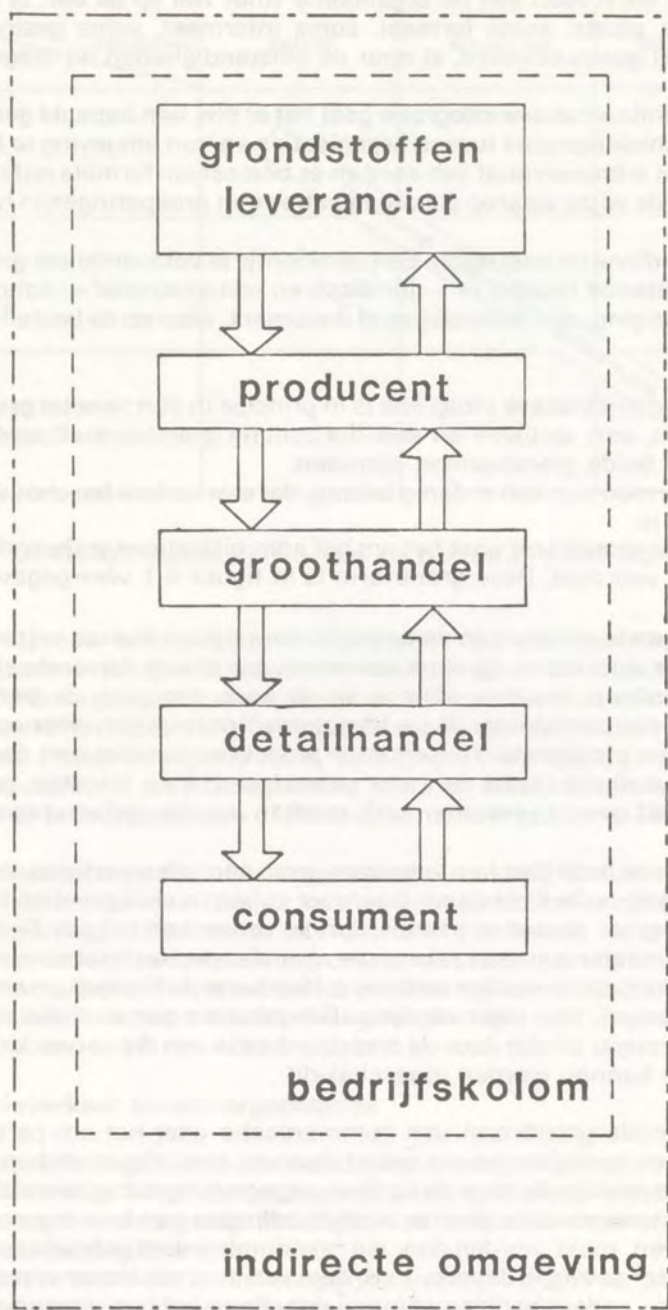 grondstoffen
leverancier
producent
groothandel
detailhandel
consument
bedrijfskolom
indirecte omgeving